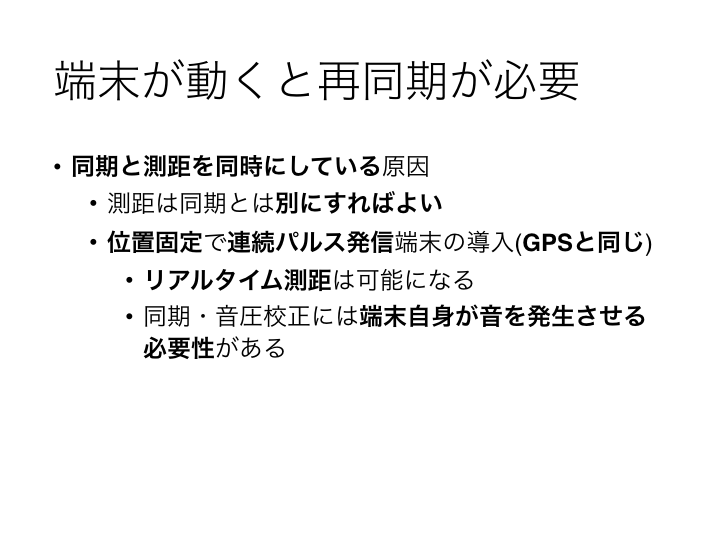 端末が動くと再同期が必要
• 同期と測距を同時にしている原因
• 測距は同期とは別にすればよい
• 位置固定で連続パルス発信端末の導入(GPSと同じ)
• リアルタイム測距は可能になる
• 同期・音圧校正には端末自身が音を発生させる
必要性がある